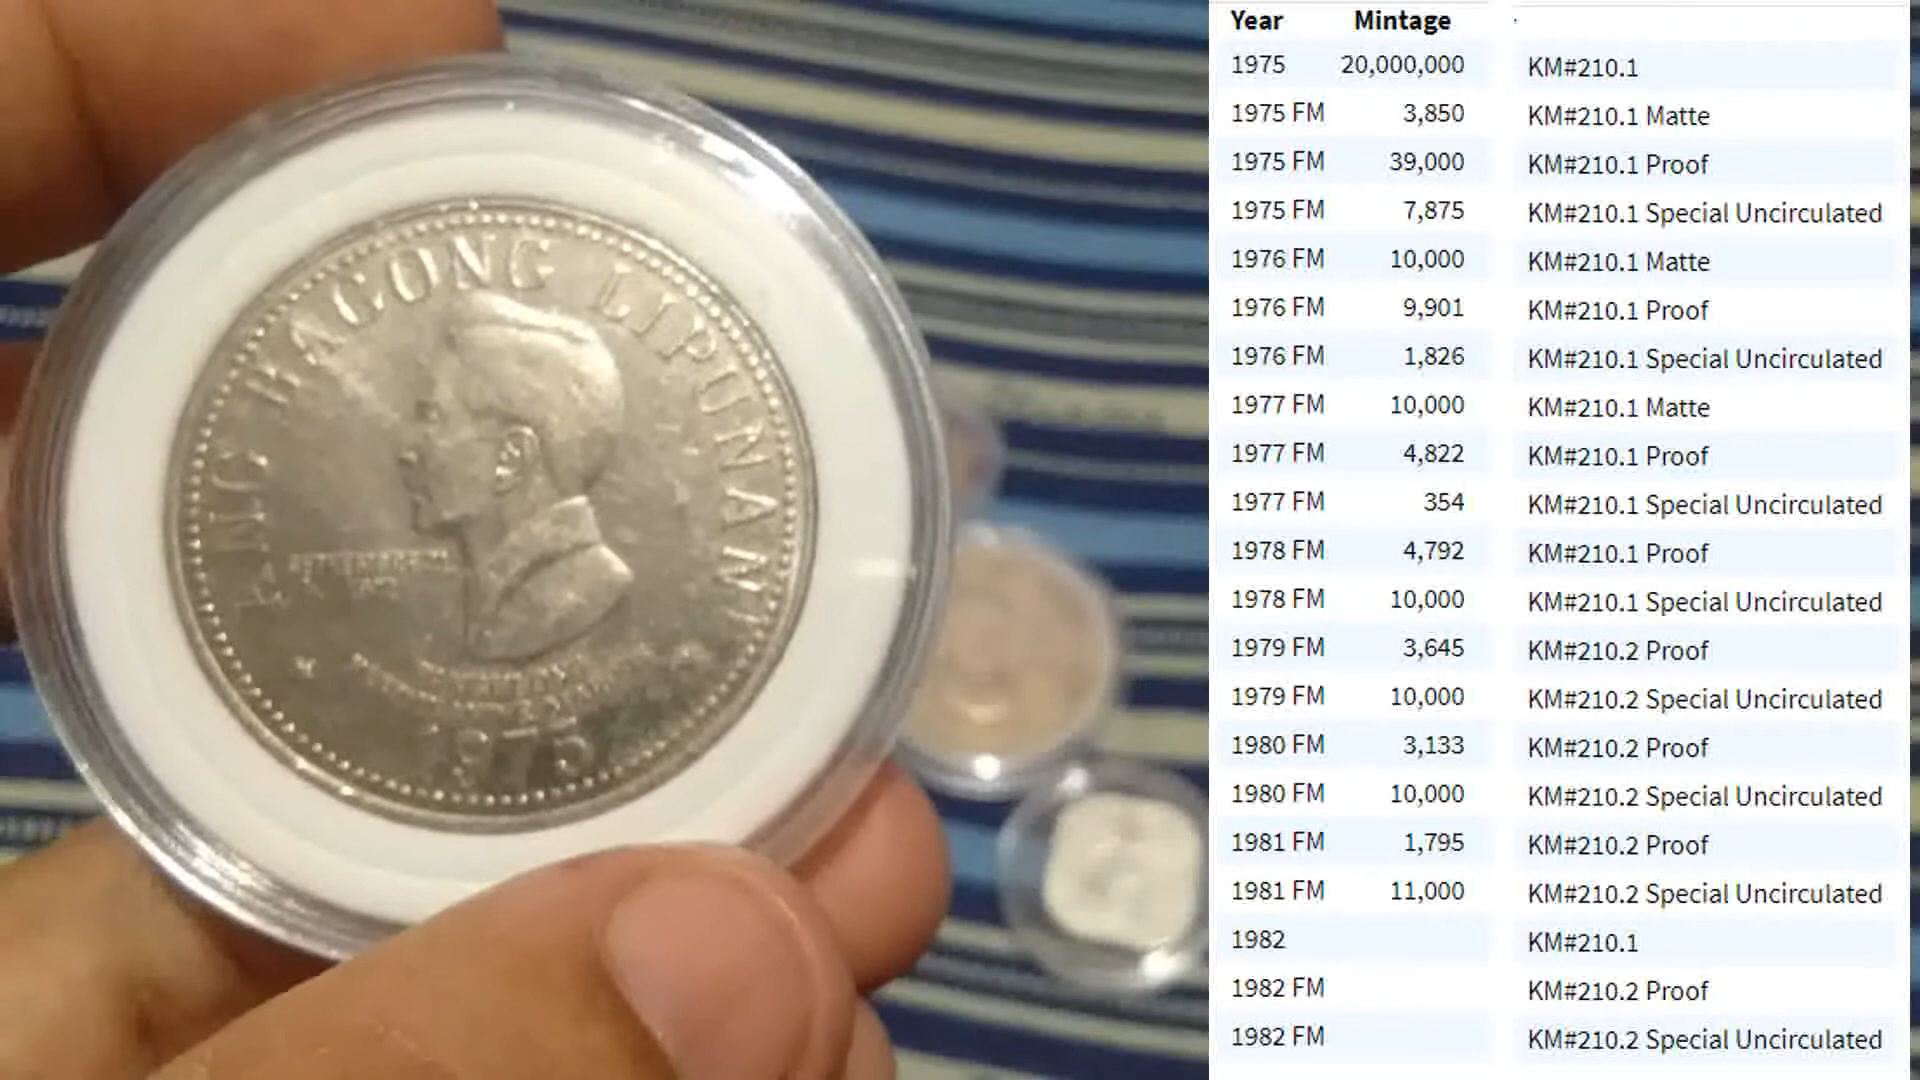 ANG BAGONG LIPUNAN
1975
Year Mintage
1975 20,000,000 KM#210.1
1975 FM 3,850 KM#210.1 Matte
1975 FM 39,000 KM#210.1 Proof
1975 FM 7,875 KM#210.1 Special Uncirculated
1976 FM 10,000 KM#210.1 Matte
1976 FM 9,901 KM#210.1 Proof
1976 FM 1,826 KM#210.1 Special Uncirculated
1977 FM 10,000 KM#210.1 Matte
1977 FM 4,822 KM#210.1 Proof
1977 FM 354 KM#210.1 Special Uncirculated
1978 FM 4,792 KM#210.1 Proof
1978 FM 10,000 KM#210.1 Special Uncirculated
1979 FM 3,645 KM#210.2 Proof
1979 FM 10,000 KM#210.2 Special Uncirculated
1980 FM 3,133 KM#210.2 Proof
1980 FM 10,000 KM#210.2 Special Uncirculated
1981 FM 1,795 KM#210.2 Proof
1981 FM 11,000 KM#210.2 Special Uncirculated
1982 KM#210.1
1982 FM KM#210.2 Proof
1982 FM KM#210.2 Special Uncirculated